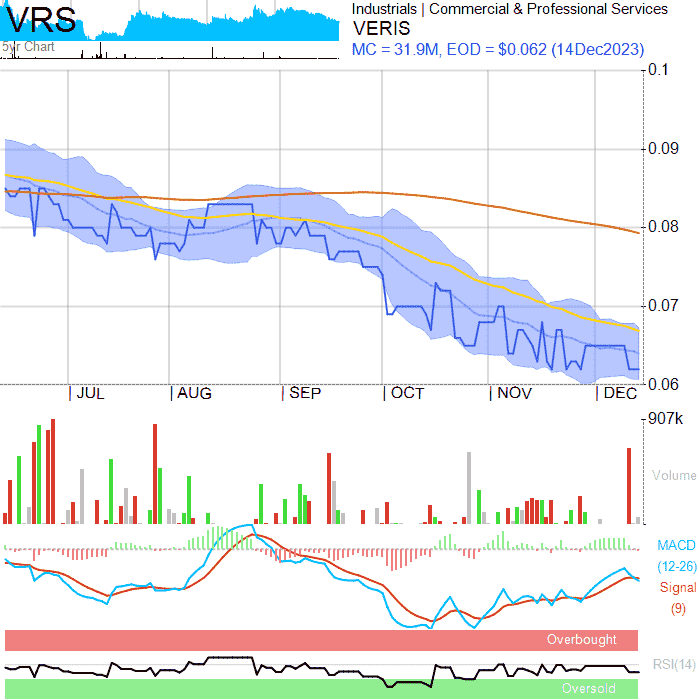 VRS
5yr Chart
Industrials | Commercial & Professional Services
VERIS
MC = 31.9M, EOD = $0.062 (14Dec2023)
0.1
0.09
0.08
0.07
0.06
JUL AUG SEP OCT NOV DEC
907k
Volume
MACD
(12-26)
Signal
(9)
Overbought
RSI(14)
Oversold